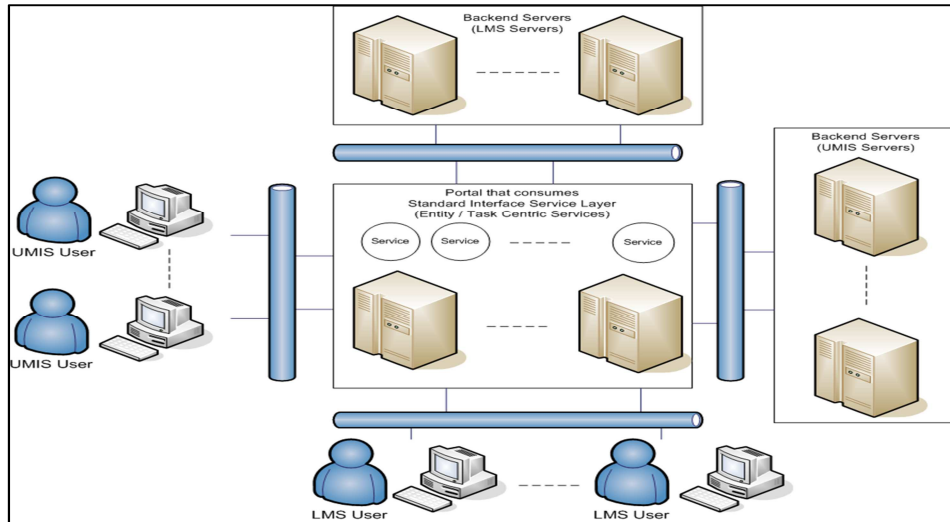 Backend Servers
(LMS Servers)
Backend Servers
(UMIS Servers)
Portal that consumes
Standard Interface Service Layer
(Entity / Task Centric Services)
Service
Service
Service
UMIS User
UMIS User
LMS User
LMS User